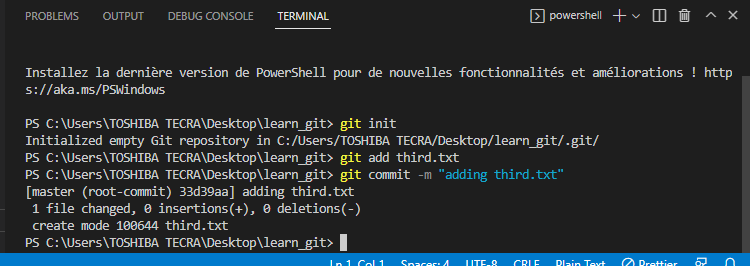 PROBLEMS OUTPUT DEBUG CONSOLE TERMINAL powershell
Installez la dernière version de PowerShell pour de nouvelles fonctionnalités et améliorations ! http
s://aka.ms/PSWindows
PS C:\Users\TOSHIBA TECRA\Desktop\learn_git> git init
Initialized empty Git repository in C:/Users/TOSHIBA TECRA/Desktop/learn_git/.git/
PS C:\Users\TOSHIBA TECRA\Desktop\learn_git> git add third.txt
PS C:\Users\TOSHIBA TECRA\Desktop\learn_git> git commit -m "adding third.txt"
[master (root-commit) 33d39aa] adding third.txt
1 file changed, 0 insertions(+), 0 deletions(-)
create mode 100644 third.txt
PS C:\Users\TOSHIBA TECRA\Desktop\learn_git>
Ln 1, Col 1 Spaces: 4 UTF-8 CRLF Plain Text Prettier